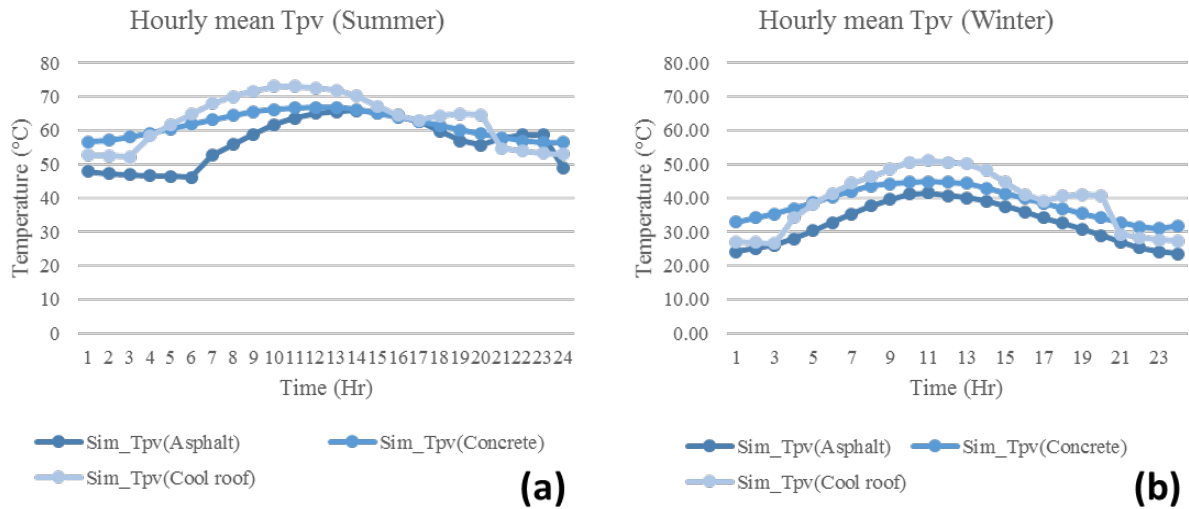 Hourly mean Tpv (Summer)
80
70
60
50
40
30
20
10
0
Temperature (°C)
1 2 3 4 5 6 7 8 9 10 11 12 13 14 15 16 17 18 19 20 21 22 23 24
Time (Hr)
Sim_Tpv(Asphalt)
Sim_Tpv(Concrete)
Sim_Tpv(Cool roof)
(a)
Hourly mean Tpv (Winter)
80.00
70.00
60.00
50.00
40.00
30.00
20.00
10.00
0.00
Temperature (°C)
1 3 5 7 9 11 13 15 17 19 21 23
Time (Hr)
Sim_Tpv(Asphalt)
Sim_Tpv(Concrete)
Sim_Tpv(Cool roof)
(b)